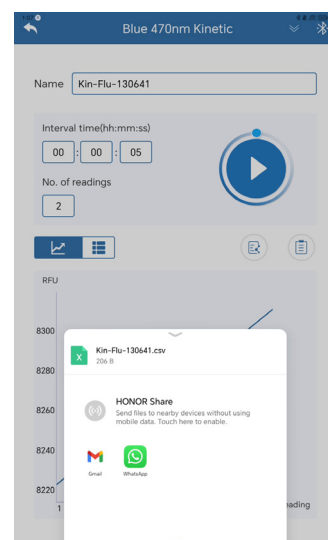 Blue 470nm Kinetic
Name
Kin-Flu-130641
Interval time(hh:mm:ss)
00 : 00 : 05
No. of readings
2
RFU
8300
8280
8260
8240
8220
1
Kin-Flu-130641.csv
206 B
HONOR Share
Send files to nearby devices without using
mobile data. Touch here to enable.
Gmail
WhatsApp